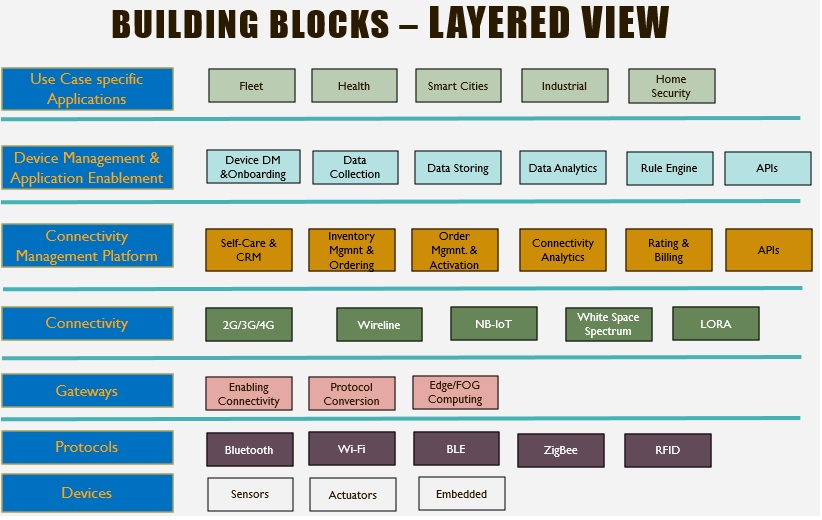 BUILDING BLOCKS – LAYERED VIEW
Use Case specific
Applications
Fleet
Health
Smart Cities
Industrial
Home
Security
Device Management &
Application Enablement
Device DM
&Onboarding
Data
Collection
Data Storing
Data Analytics
Rule Engine
APIs
Connectivity
Management Platform
Self-Care &
CRM
Inventory
Mgmnt &
Ordering
Order
Mgmnt. &
Activation
Connectivity
Analytics
Rating &
Billing
APIs
Connectivity
2G/3G/4G
Wireline
NB-IoT
White Space
Spectrum
LORA
Gateways
Enabling
Connectivity
Protocol
Conversion
Edge/FOG
Computing
Protocols
Bluetooth
Wi-Fi
BLE
ZigBee
RFID
Devices
Sensors
Actuators
Embedded